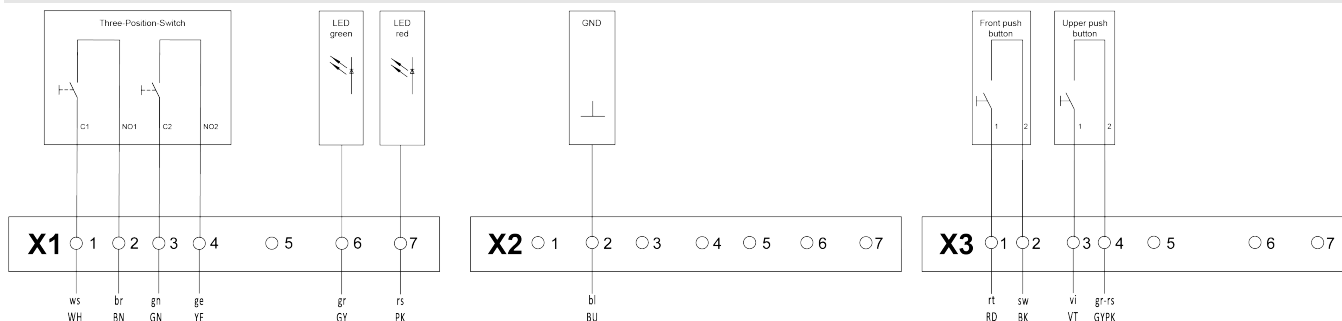 Three-Position-Switch
LED
green
LED
red
GND
Front push
button
Upper push
button
C1 NO1 C2 NO2
1 2 1 2
X1 1 2 3 4 5 6 7
X2 1 2 3 4 5 6 7
X3 1 2 3 4 5 6 7
ws br gn ge gr rs
WH BN GN YE GY PK
bl
BU
rt sw vi gr-rs
RD BK VT GYPK